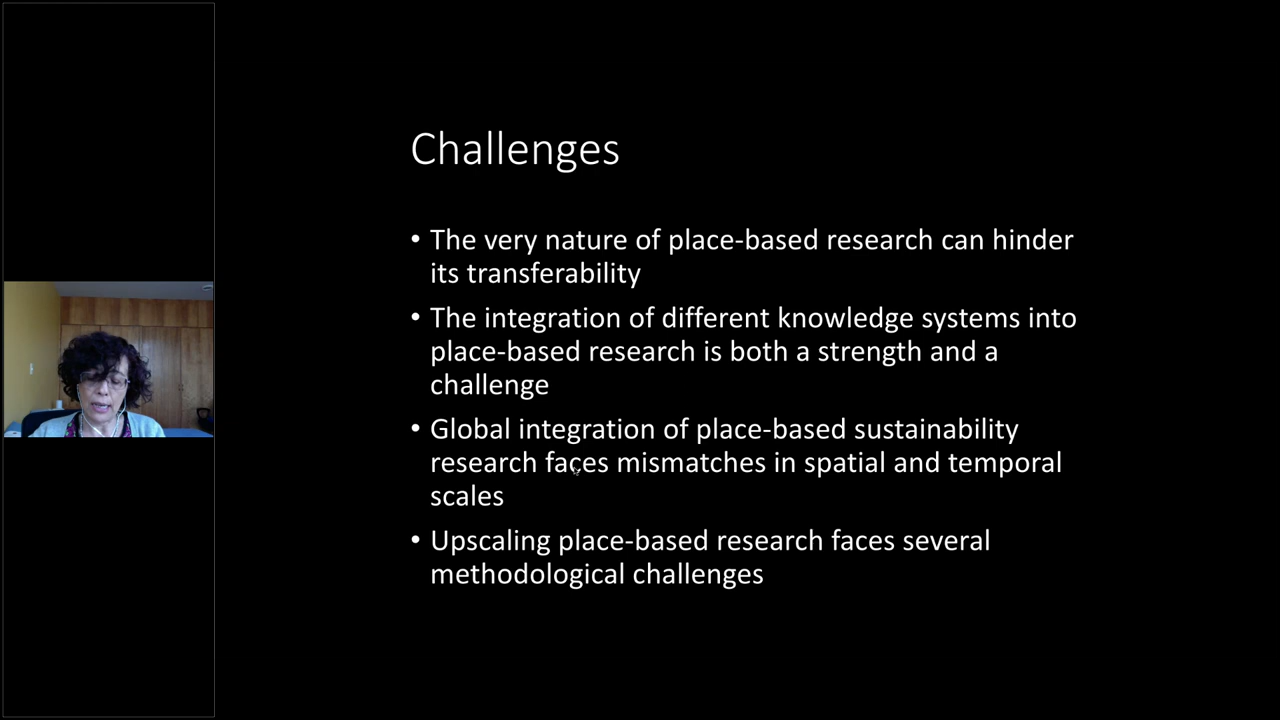 Challenges
• The very nature of place-based research can hinder
its transferability
• The integration of different knowledge systems into
place-based research is both a strength and a
challenge
• Global integration of place-based sustainability
research faces mismatches in spatial and temporal
scales
• Upscaling place-based research faces several
methodological challenges